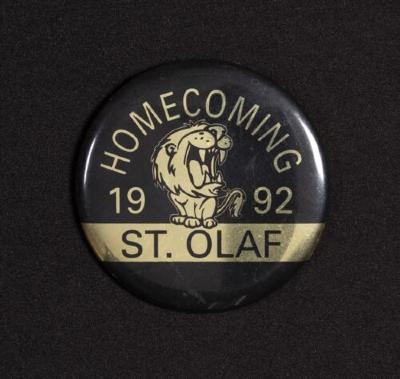 HOMECOMING
19 92
ST. OLAF